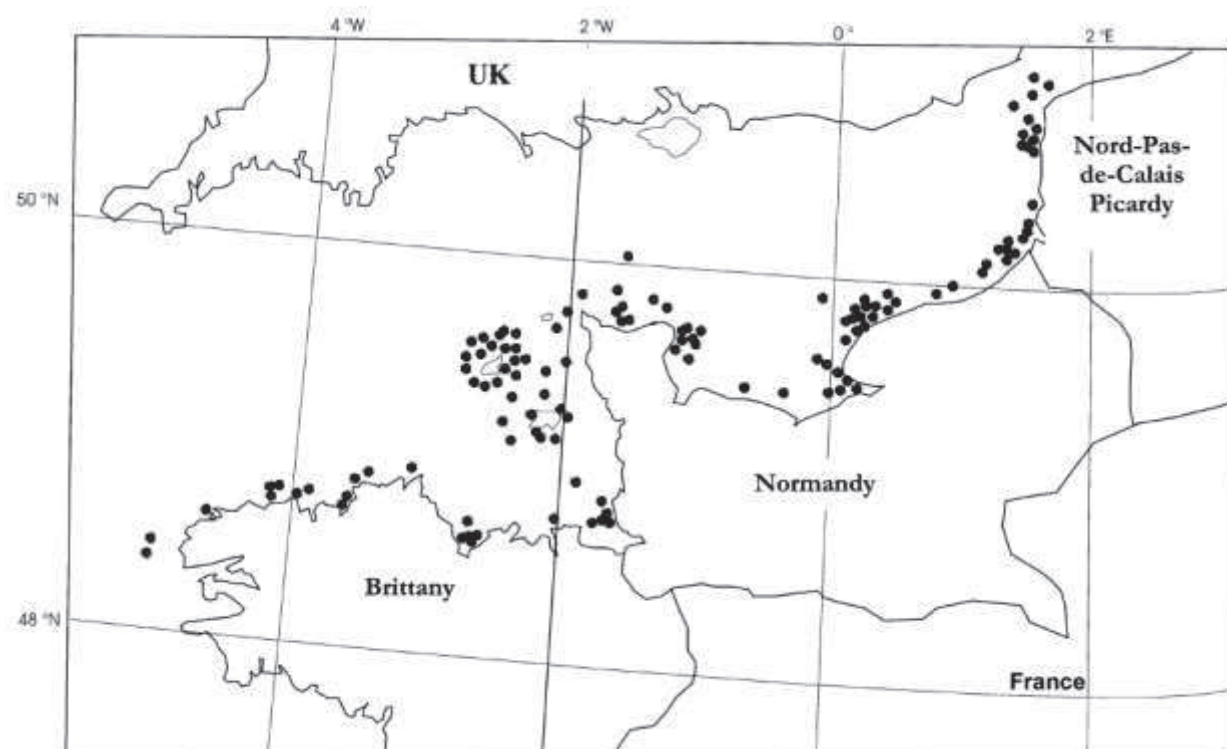 4 °W
2 °W
0 °
2 °E
UK
Nord-Pas-
de-Calais
Picardy
50 °N
Normandy
Brittany
48 °N
France